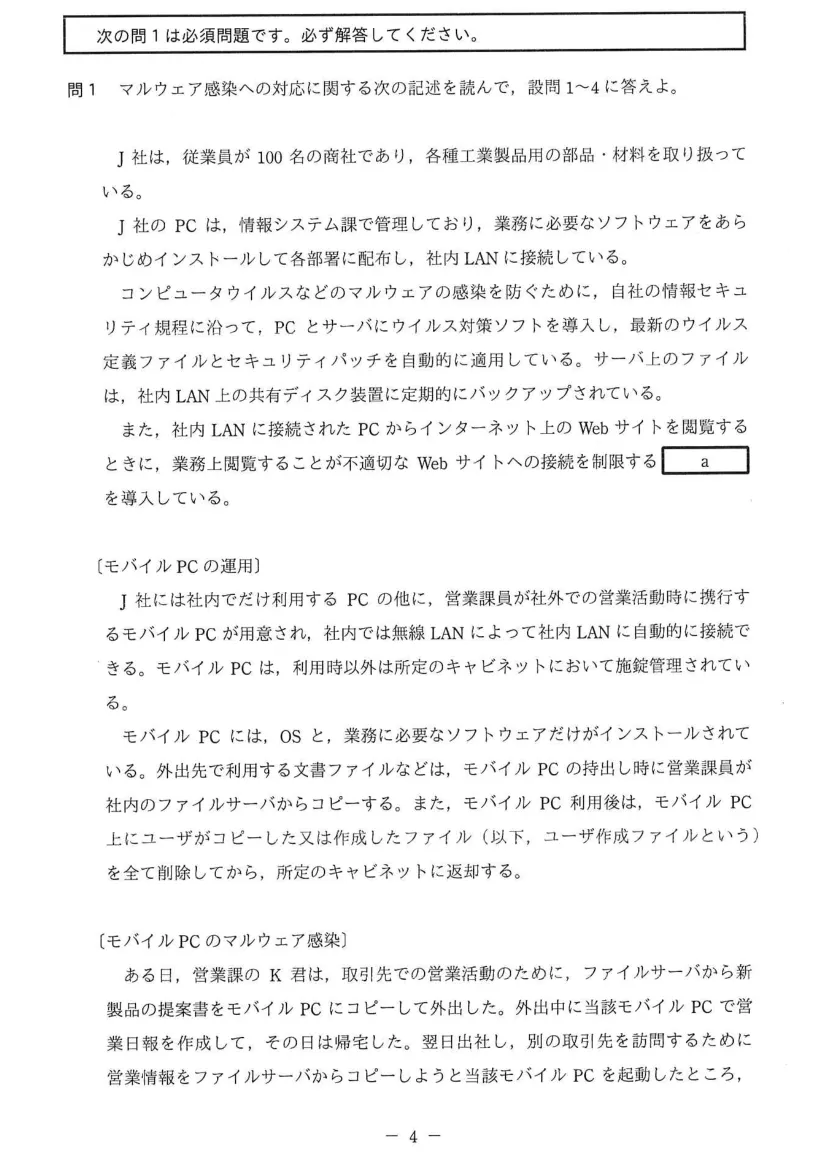 次の問1は必須問題です。必ず解答してください。
問1 マルウェア感染への対応に関する次の記述を読んで，設問1～4に答えよ。
J社は，従業員が100名の商社であり，各種工業製品用の部品・材料を取り扱って
いる。
J社のPCは，情報システム課で管理しており，業務に必要なソフトウェアをあら
かじめインストールして各部署に配布し，社内LANに接続している。
コンピュータウイルスなどのマルウェアの感染を防ぐために，自社の情報セキュ
リティ規程に沿って，PCとサーバにウイルス対策ソフトを導入し，最新のウイルス
定義ファイルとセキュリティパッチを自動的に適用している。サーバ上のファイル
は，社内LAN上の共有ディスク装置に定期的にバックアップされている。
また，社内LANに接続されたPCからインターネット上のWebサイトを閲覧する
ときに，業務上閲覧することが不適切なWebサイトへの接続を制限する a
を導入している。
〔モバイルPCの運用〕
J社には社内でだけ利用するPCの他に，営業課員が社外での営業活動時に携行す
るモバイルPCが用意され，社内では無線LANによって社内LANに自動的に接続で
きる。モバイルPCは，利用時以外は所定のキャビネットにおいて施錠管理されてい
る。
モバイルPCには，OSと，業務に必要なソフトウェアだけがインストールされて
いる。外出先で利用する文書ファイルなどは，モバイルPCの持出し時に営業課員が
社内のファイルサーバからコピーする。また，モバイルPC利用後は，モバイルPC
上にユーザがコピーした又は作成したファイル（以下，ユーザ作成ファイルという）
を全て削除してから，所定のキャビネットに返却する。
〔モバイルPCのマルウェア感染〕
ある日，営業課のK君は，取引先での営業活動のために，ファイルサーバから新
製品の提案書をモバイルPCにコピーして外出した。外出中に当該モバイルPCで営
業日報を作成して，その日は帰宅した。翌日出社し，別の取引先を訪問するために
営業情報をファイルサーバからコピーしようと当該モバイルPCを起動したところ，
－ 4 －